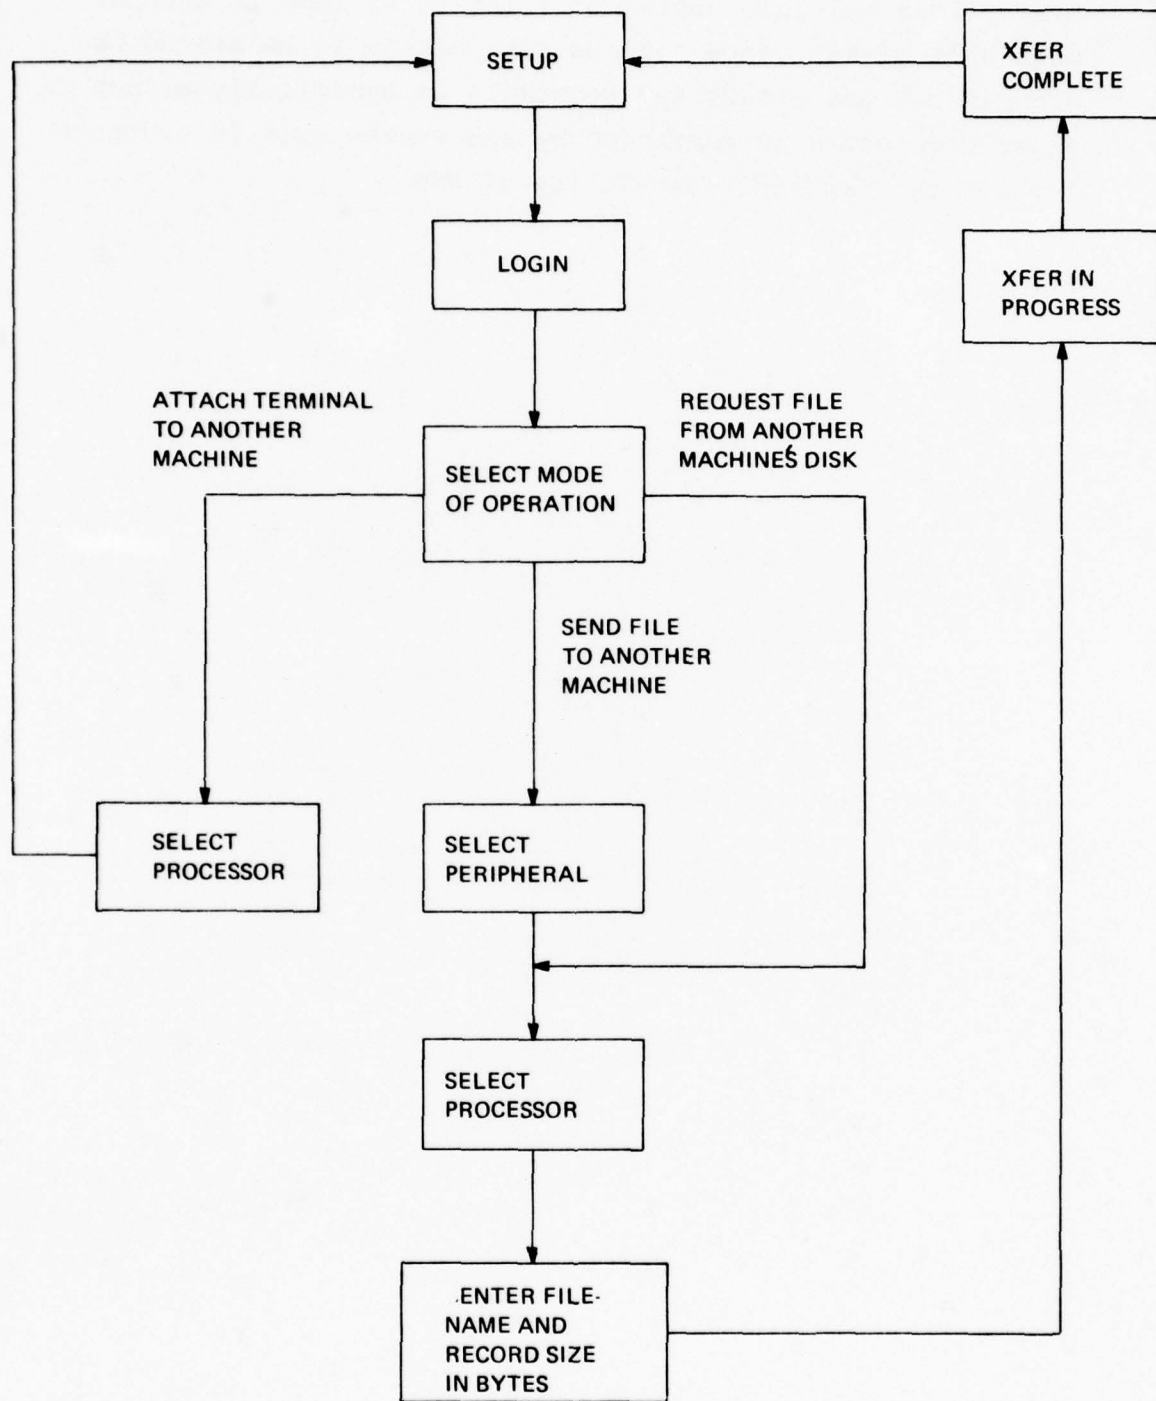 SETUP
XFER
COMPLETE
LOGIN
XFER IN
PROGRESS
ATTACH TERMINAL
TO ANOTHER
MACHINE
REQUEST FILE
FROM ANOTHER
MACHINE'S DISK
SELECT MODE
OF OPERATION
SEND FILE
TO ANOTHER
MACHINE
SELECT
PROCESSOR
SELECT
PERIPHERAL
SELECT
PROCESSOR
ENTER FILE-
NAME AND
RECORD SIZE
IN BYTES